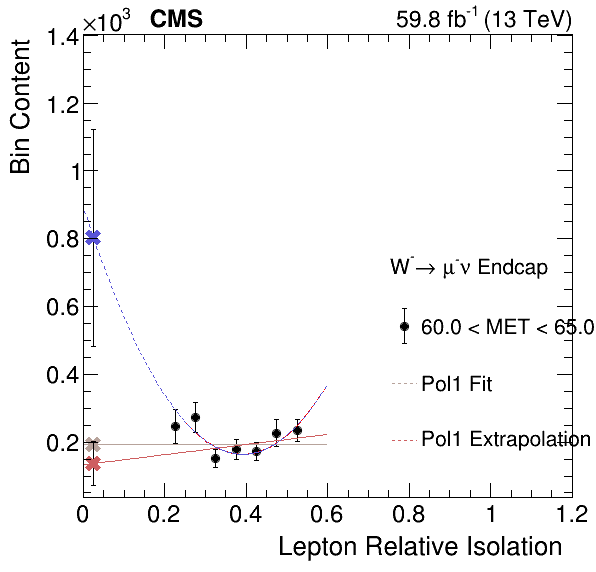 ×10³ CMS 59.8 fb⁻¹ (13 TeV)
Bin Content
1.4
1.2
1
0.8
0.6
0.4
0.2
W⁻→ μ⁻ν Endcap
60.0 < MET < 65.0
Pol1 Fit
Pol1 Extrapolation
0 0.2 0.4 0.6 0.8 1 1.2
Lepton Relative Isolation